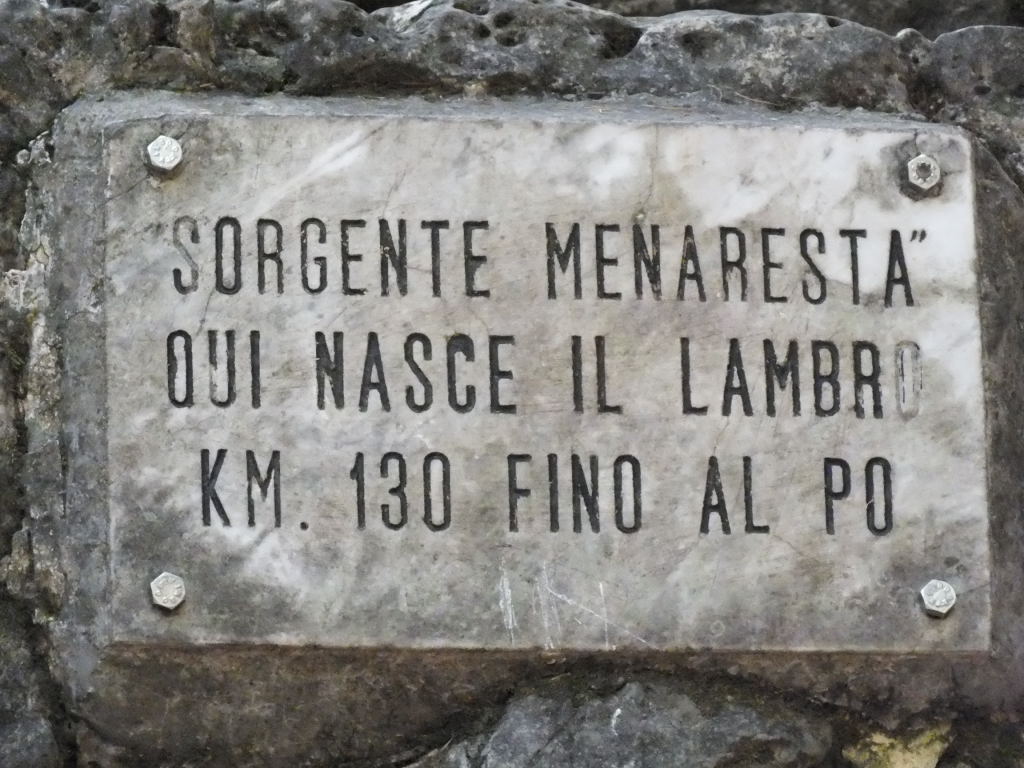 "SORGENTE MENARESTA"
QUI NASCE IL LAMBRO
KM. 130 FINO AL PO